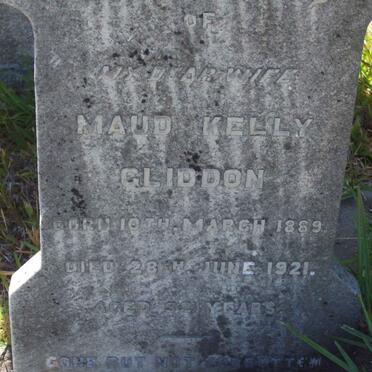 OF
MY DEAR WIFE
MAUD KELLY
GLIDDON
BORN 10TH. MARCH 1889.
DIED 28TH JUNE 1921.
AGED YEARS
GONE BUT NOT FORGOTTEN